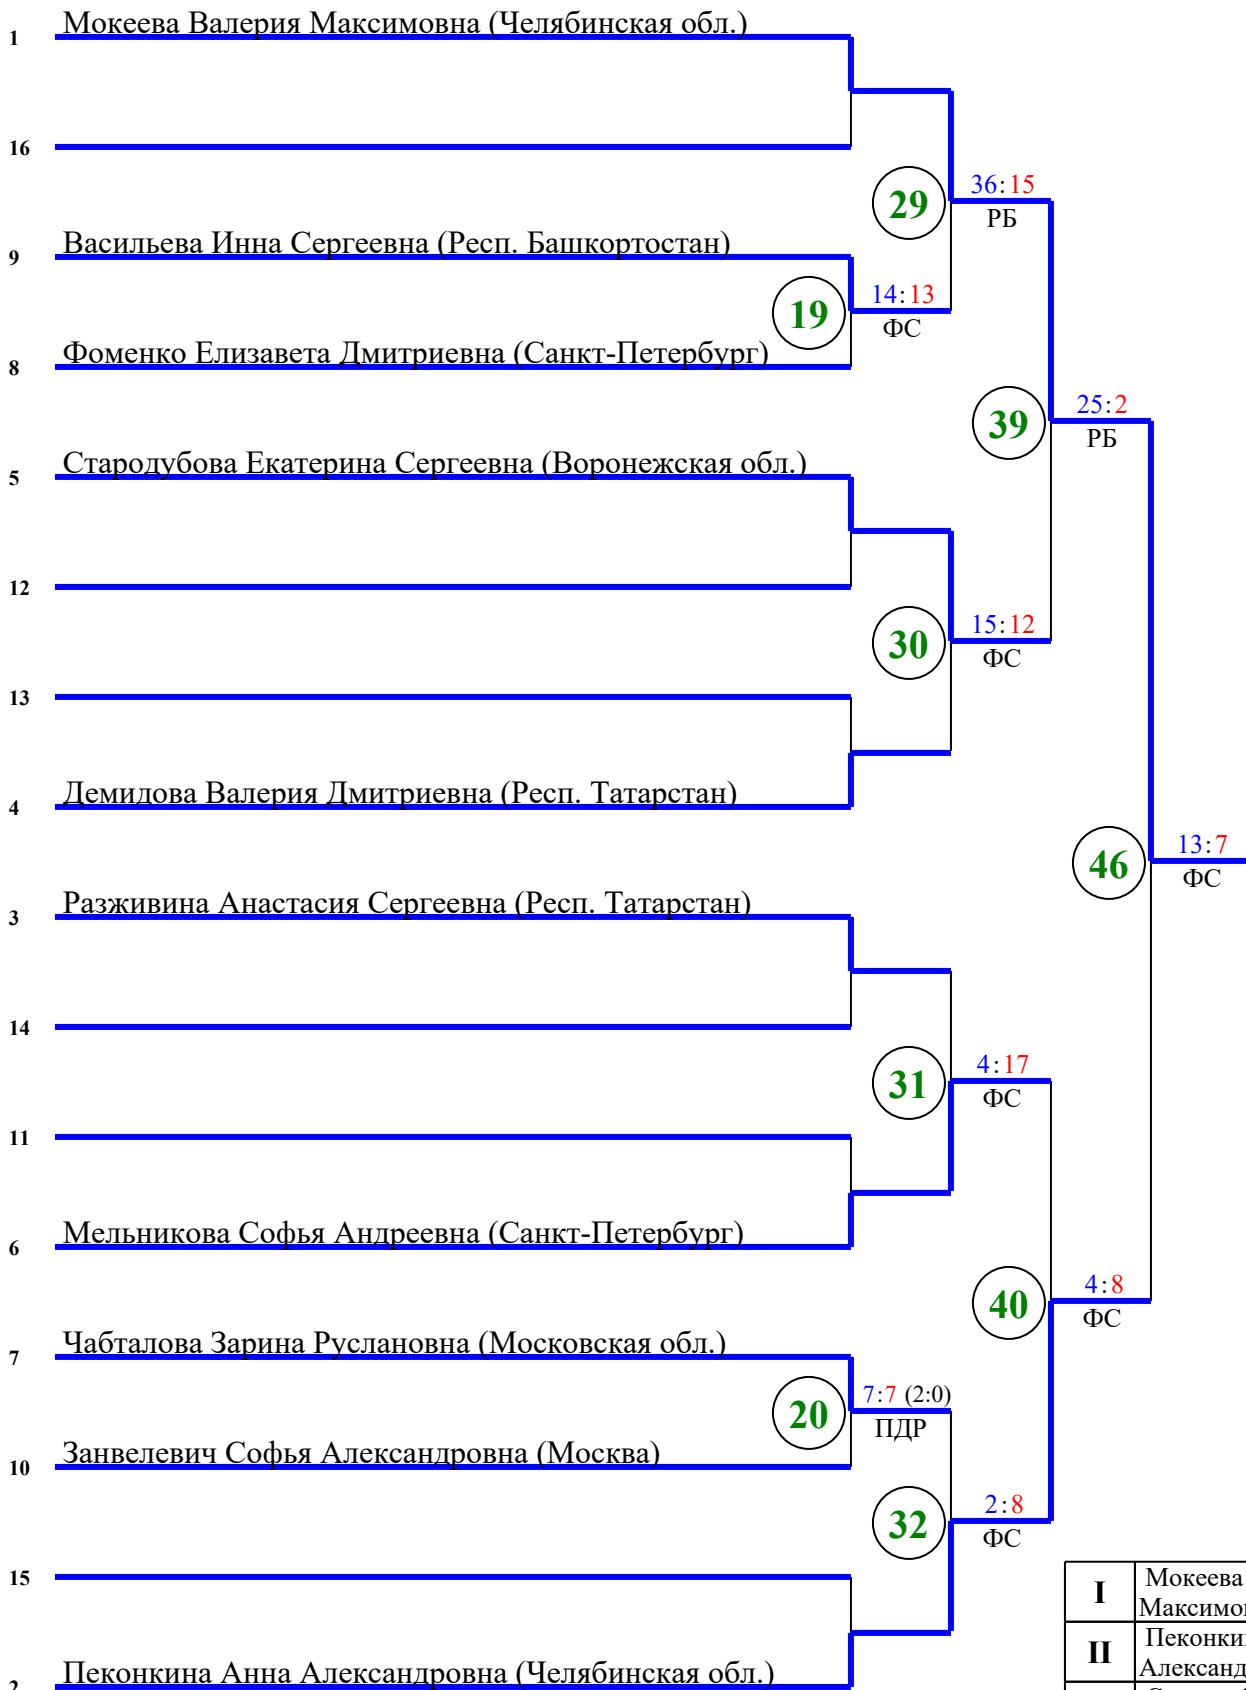 1 Мокеева Валерия Максимовна (Челябинская обл.)
16
29 36:15
РБ
9 Васильева Инна Сергеевна (Респ. Башкортостан)
19 14:13
ФС
8 Фоменко Елизавета Дмитриевна (Санкт-Петербург)
39 25:2
РБ
5 Стародубова Екатерина Сергеевна (Воронежская обл.)
12
30 15:12
ФС
13
4 Демидова Валерия Дмитриевна (Респ. Татарстан)
46 13:7
ФС
3 Разживина Анастасия Сергеевна (Респ. Татарстан)
14
31 4:17
ФС
11
6 Мельникова Софья Андреевна (Санкт-Петербург)
40 4:8
ФС
7 Чабталова Зарина Руслановна (Московская обл.)
20 7:7 (2:0)
ПДР
10 Занвелевич Софья Александровна (Москва)
32 2:8
ФС
15
I Мокеева
Максимо
II Пеконки
Александ
2 Пеконкина Анна Александровна (Челябинская обл.)